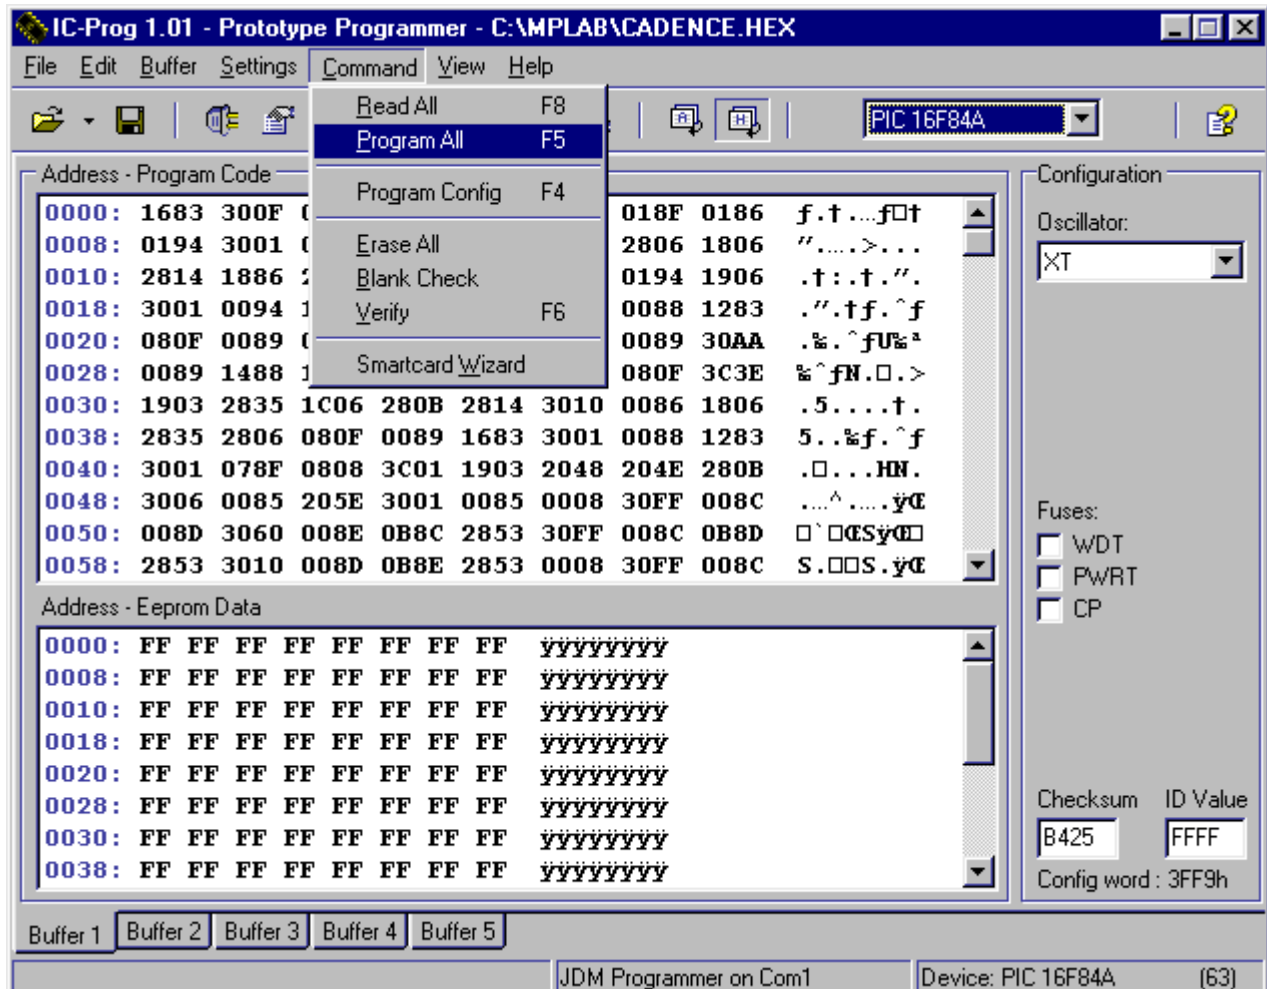 IC-Prog 1.01 - Prototype Programmer - C:\MPLAB\CADENCE.HEX
File Edit Buffer Settings Command View Help
Read All F8
Program All F5
Program Config F4
Erase All
Blank Check
Verify F6
Smartcard Wizard
PIC 16F84A
Address - Program Code
0000: 1683 300F 018F 0186 ƒ.†.…ƒ□†
0008: 0194 3001 2806 1806 ″.....>...
0010: 2814 1886 0194 1906 .†:.†.″.
0018: 3001 0094 0088 1283 .″.†ƒ.ˆƒ
0020: 080F 0089 0089 30AA .‰.ˆƒU‰ª
0028: 0089 1488 080F 3C3E ‰ˆƒN.□.>
0030: 1903 2835 1C06 280B 2814 3010 0086 1806 .5....†.
0038: 2835 2806 080F 0089 1683 3001 0088 1283 5..‰ƒ.ˆƒ
0040: 3001 078F 0808 3C01 1903 2048 204E 280B .□...HN.
0048: 3006 0085 205E 3001 0085 0008 30FF 008C .…^.….ÿŒ
0050: 008D 3060 008E 0B8C 2853 30FF 008C 0B8D □`□ŒSÿŒ□
0058: 2853 3010 008D 0B8E 2853 0008 30FF 008C S.□□S.ÿŒ
Address - Eeprom Data
0000: FF FF FF FF FF FF FF FF ÿÿÿÿÿÿÿÿ
0008: FF FF FF FF FF FF FF FF ÿÿÿÿÿÿÿÿ
0010: FF FF FF FF FF FF FF FF ÿÿÿÿÿÿÿÿ
0018: FF FF FF FF FF FF FF FF ÿÿÿÿÿÿÿÿ
0020: FF FF FF FF FF FF FF FF ÿÿÿÿÿÿÿÿ
0028: FF FF FF FF FF FF FF FF ÿÿÿÿÿÿÿÿ
0030: FF FF FF FF FF FF FF FF ÿÿÿÿÿÿÿÿ
0038: FF FF FF FF FF FF FF FF ÿÿÿÿÿÿÿÿ
Configuration
Oscillator:
XT
Fuses:
WDT
PWRT
CP
Checksum ID Value
B425 FFFF
Config word : 3FF9h
Buffer 1 Buffer 2 Buffer 3 Buffer 4 Buffer 5
JDM Programmer on Com1 Device: PIC 16F84A (63)